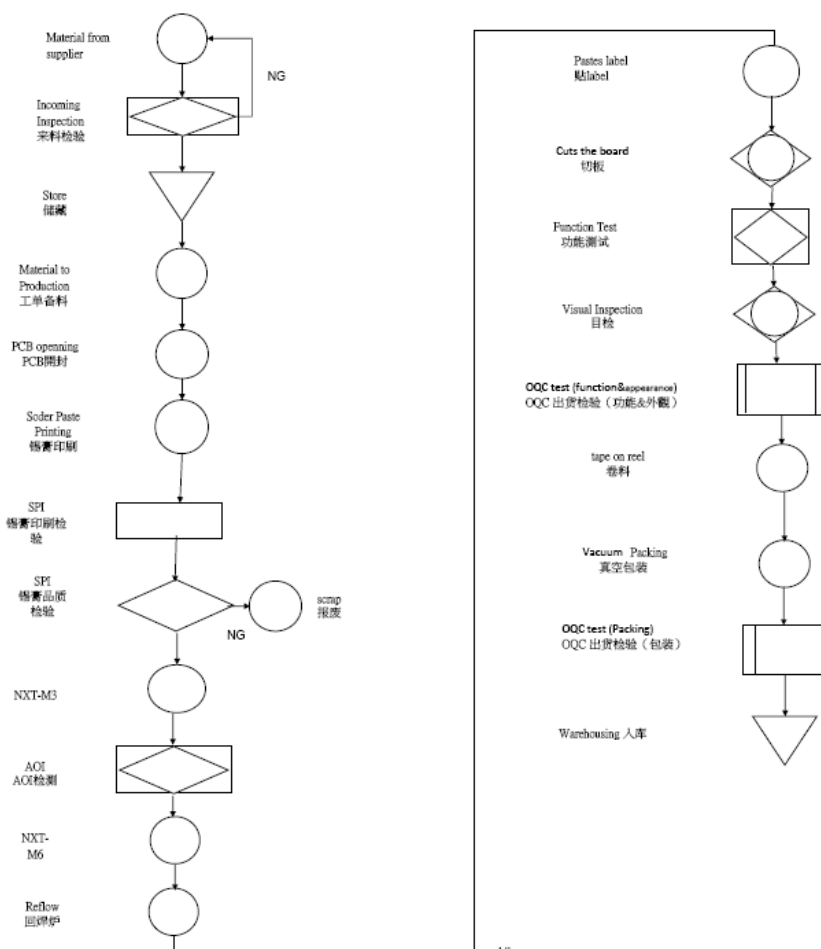 Material from
supplier
NG
Incoming
Inspection
来料检验
Store
储藏
Material to
Production
工单备料
PCB openning
PCB開封
Soder Paste
Printing
锡膏印刷
SPI
锡膏印刷检
验
SPI
锡膏品质
检验
scrap
报废
NG
NXT-M3
AOI
AOI检测
NXT-
M6
Reflow
回焊炉
Pastes label
贴label
Cuts the board
切板
Function Test
功能测试
Visual Inspection
目检
OQC test (function&appearance)
OQC 出货检验（功能&外觀）
tape on reel
卷料
Vacuum Packing
真空包装
OQC test (Packing)
OQC 出货检验（包装）
Warehousing 入库